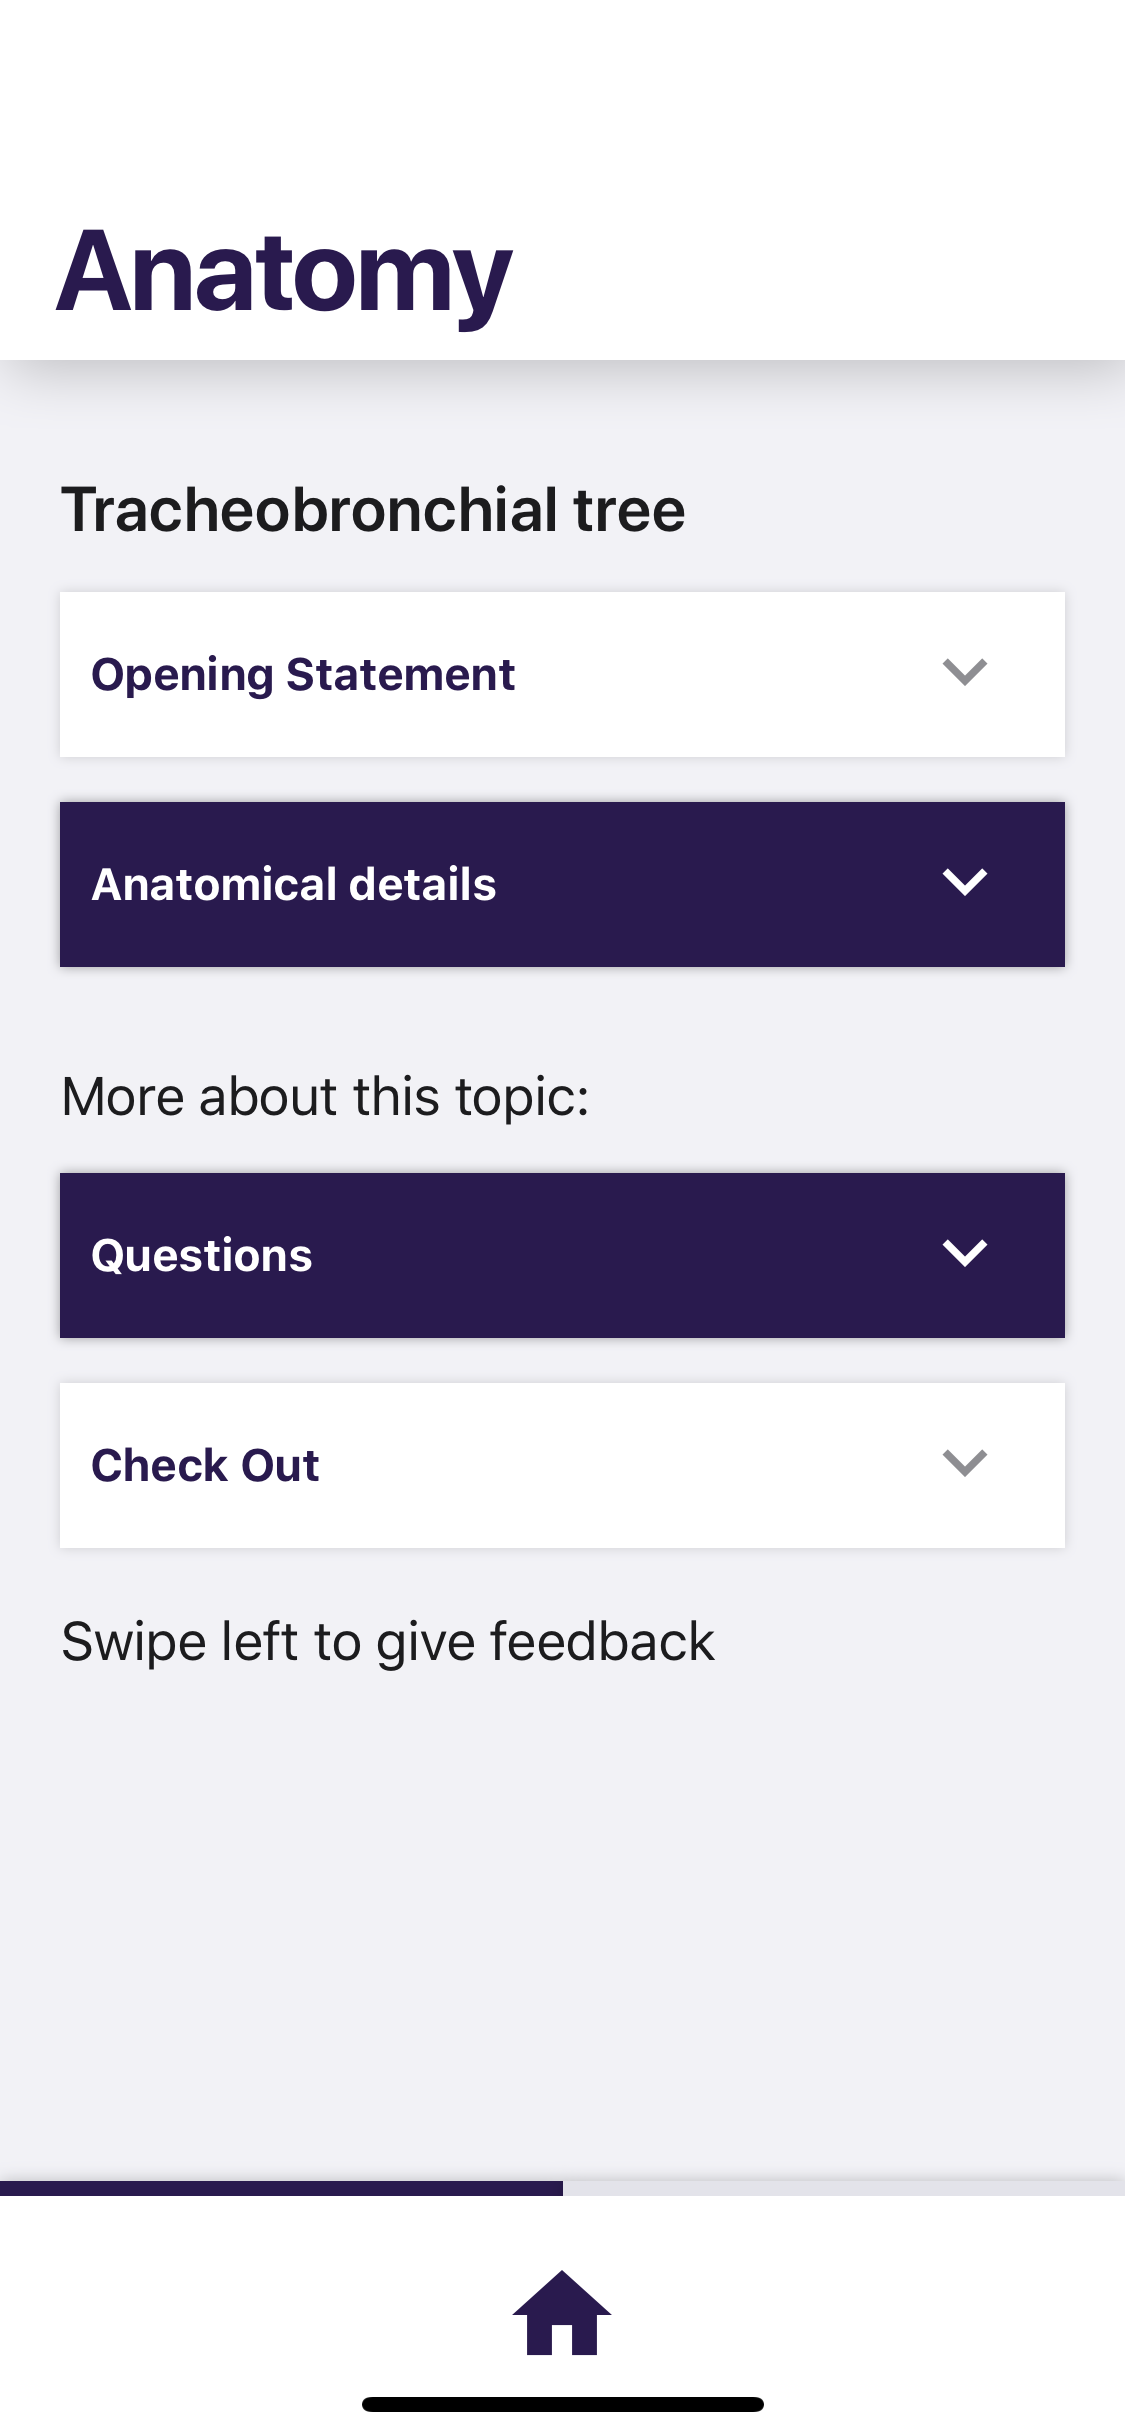 Anatomy
Tracheobronchial tree
Opening Statement
Anatomical details
More about this topic:
Questions
Check Out
Swipe left to give feedback